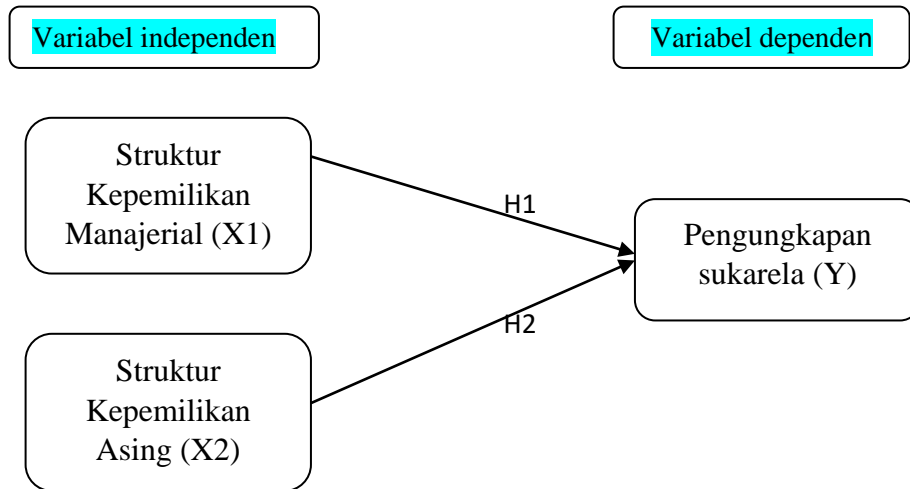 Variabel independen
Variabel dependen
Struktur
Kepemilikan
Manajerial (X1)
H1
Pengungkapan
sukarela (Y)
H2
Struktur
Kepemilikan
Asing (X2)